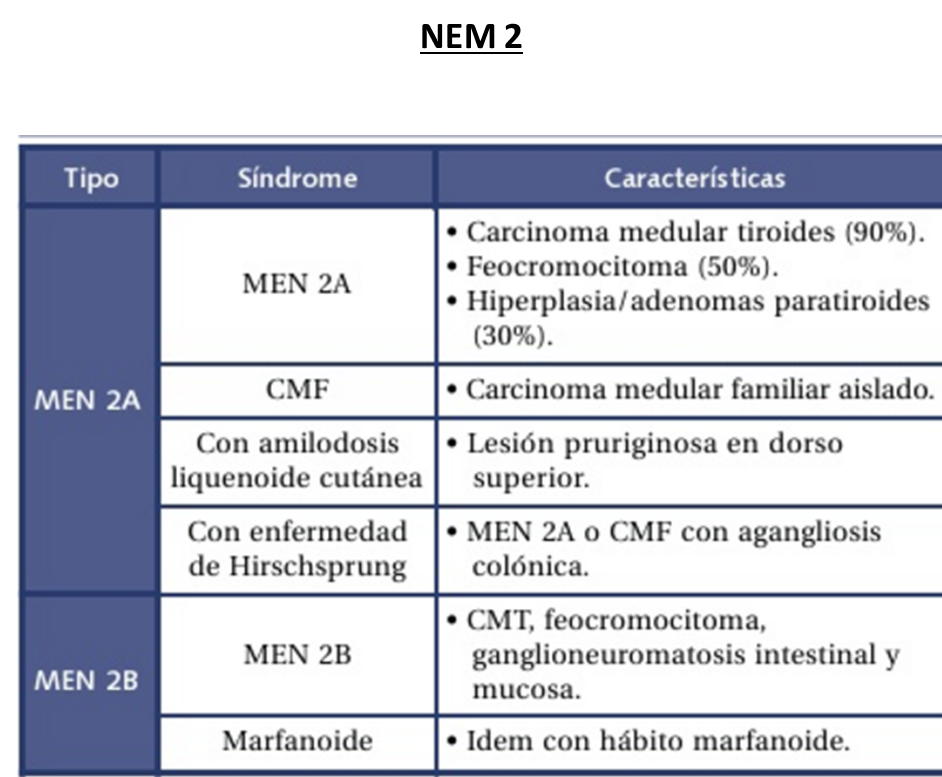 NEM 2
Tipo
Síndrome
Características
MEN 2A
MEN 2A
• Carcinoma medular tiroides (90%).
• Feocromocitoma (50%).
• Hiperplasia/adenomas paratiroides
(30%).
CMF
• Carcinoma medular familiar aislado.
Con amilodosis
liquenoide cutánea
• Lesión pruriginosa en dorso
superior.
Con enfermedad
de Hirschsprung
• MEN 2A o CMF con agangliosis
colónica.
MEN 2B
MEN 2B
• CMT, feocromocitoma,
ganglioneuromatosis intestinal y
mucosa.
Marfanoide
• Idem con hábito marfanoide.